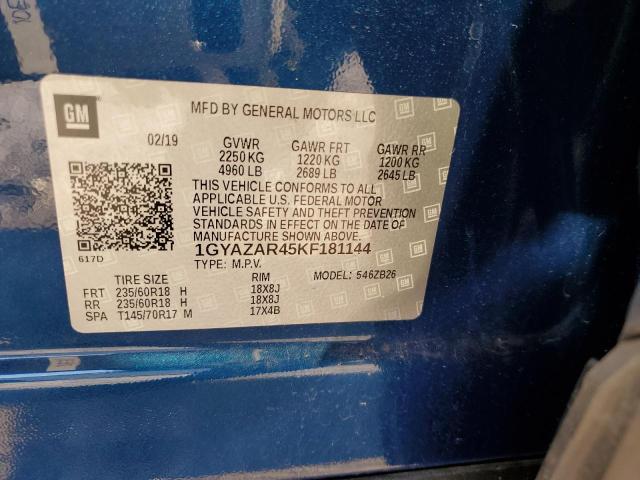 GM
MFD BY GENERAL MOTORS LLC
02/19 GVWR GAWR FRT GAWR RR
2250 KG 1220 KG 1200 KG
4960 LB 2689 LB 2645 LB
THIS VEHICLE CONFORMS TO ALL
APPLICABLE U.S. FEDERAL MOTOR
VEHICLE SAFETY AND THEFT PREVENTION
STANDARDS IN EFFECT ON THE DATE
OF MANUFACTURE SHOWN ABOVE.
617D
1GYAZAR45KF181144
TYPE: M.P.V. MODEL: 546ZB26
TIRE SIZE RIM
FRT 235/60R18 H 18X8J
RR 235/60R18 H 18X8J
SPA T145/70R17 M 17X4B